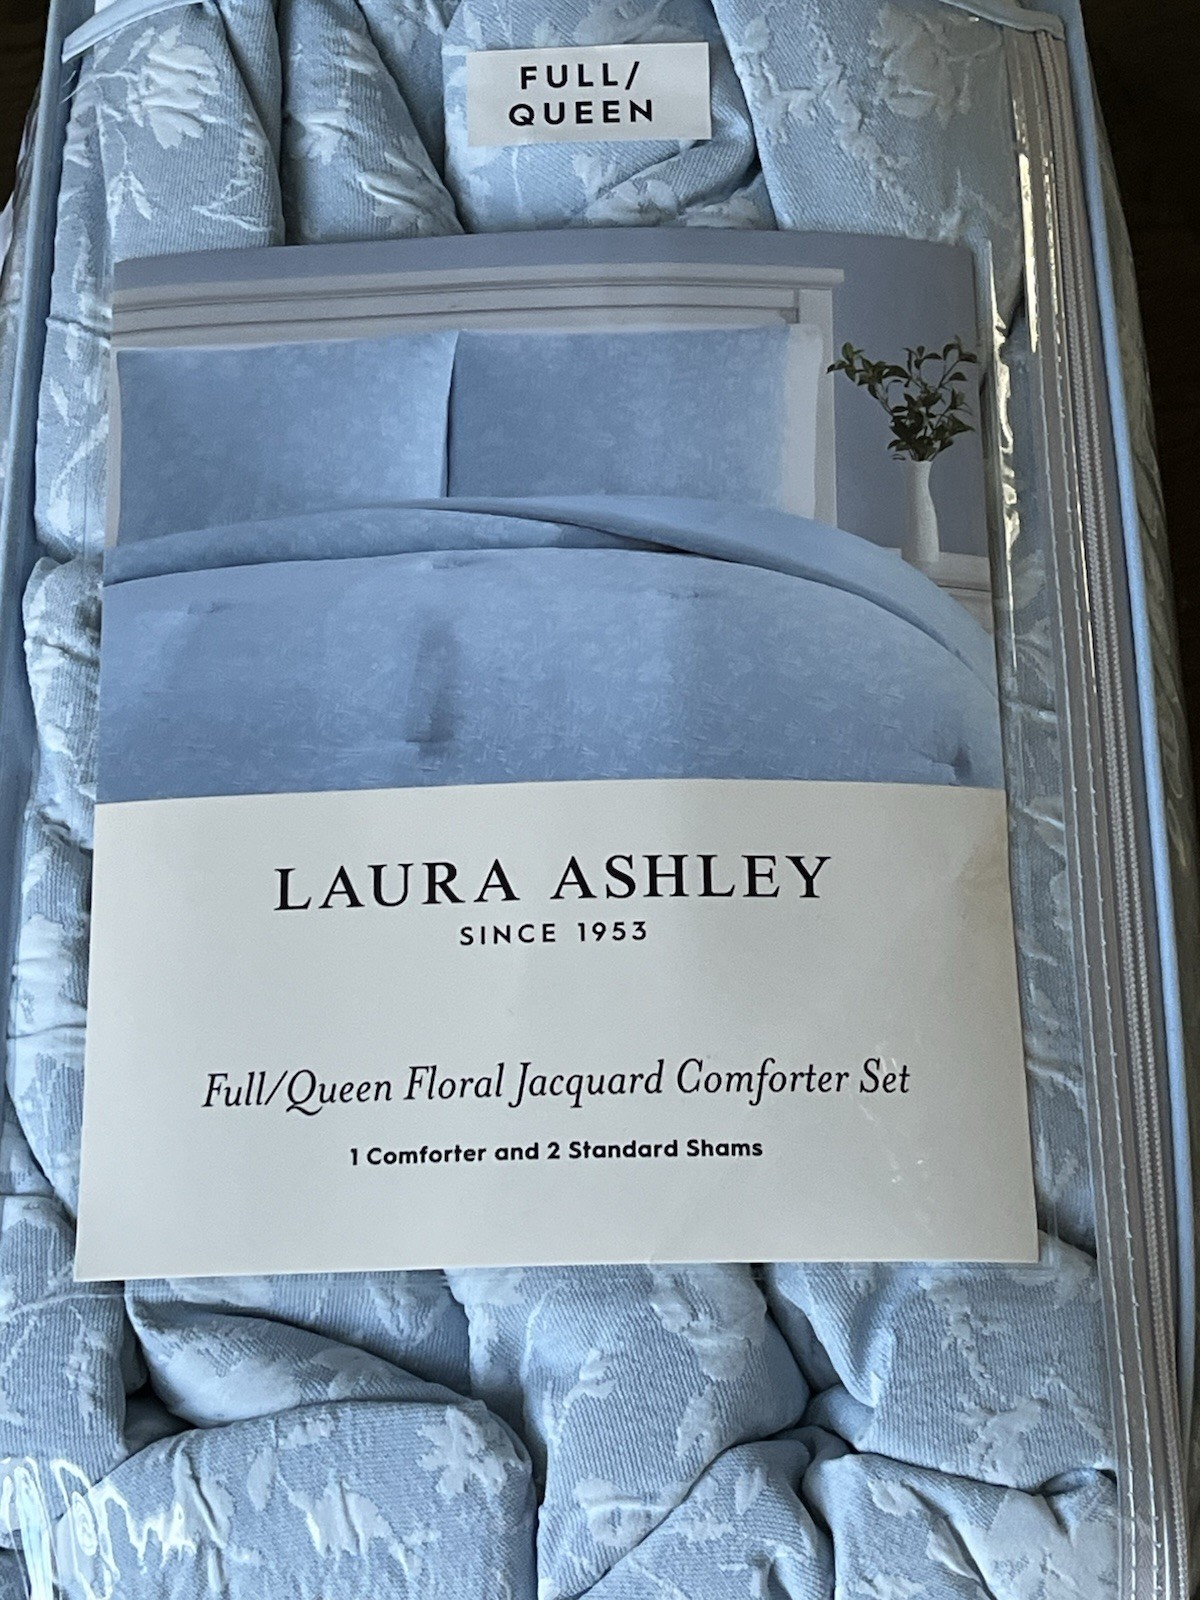 FULL/
QUEEN
LAURA ASHLEY
SINCE 1953
Full/Queen Floral Jacquard Comforter Set
1 Comforter and 2 Standard Shams